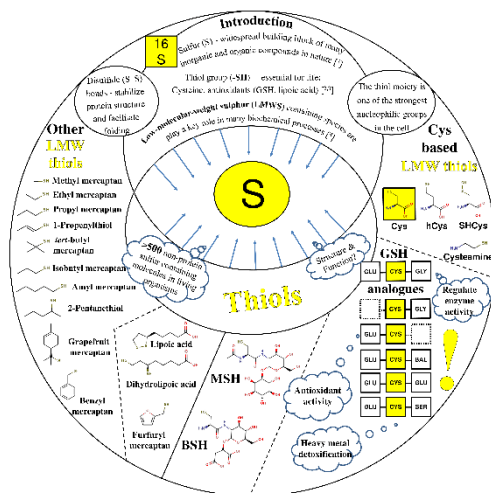 Introduction
16
S
Sulfur (S) - widespread building block of many
inorganic and organic compounds in nature [1]
Thiol group (-SH) – essential for life:
Cysteine, antioxidants (GSH, lipoic acid) [2,3]
Low-molecular-weight sulphur (LMWS) containing species are
play a key role in many biochemical processes [3]
Disulfide (S-S)
bonds - stabilize
protein structure
and facilitate
folding
The thiol moiety is
one of the strongest
nucleophilic groups
in the cell
Other
LMW
thiols
Methyl mercaptan
Ethyl mercaptan
Propyl mercaptan
1-Propenylthiol
tert-butyl
mercaptan
Isobutyl mercaptan
Amyl mercaptan
2-Pentanethiol
Grapefruit
mercaptan
Benzyl
mercaptan
Furfuryl
mercaptan
Lipoic acid
Dihydrolipoic acid
S
>500 non-protein
sulfur containing
molecules in living
organisms
Structure &
Function?
Thiols
MSH
BSH
Cys
based
LMW thiols
Cys
hCys
SHCys
Cysteamine
GSH
GLU CYS GLY
analogues
CYS GLY
GLU CYS
GLU CYS BAL
GLU CYS GLU
GLU CYS SER
Regulate
enzyme
activity
Antioxidant
activity
Heavy metal
detoxification